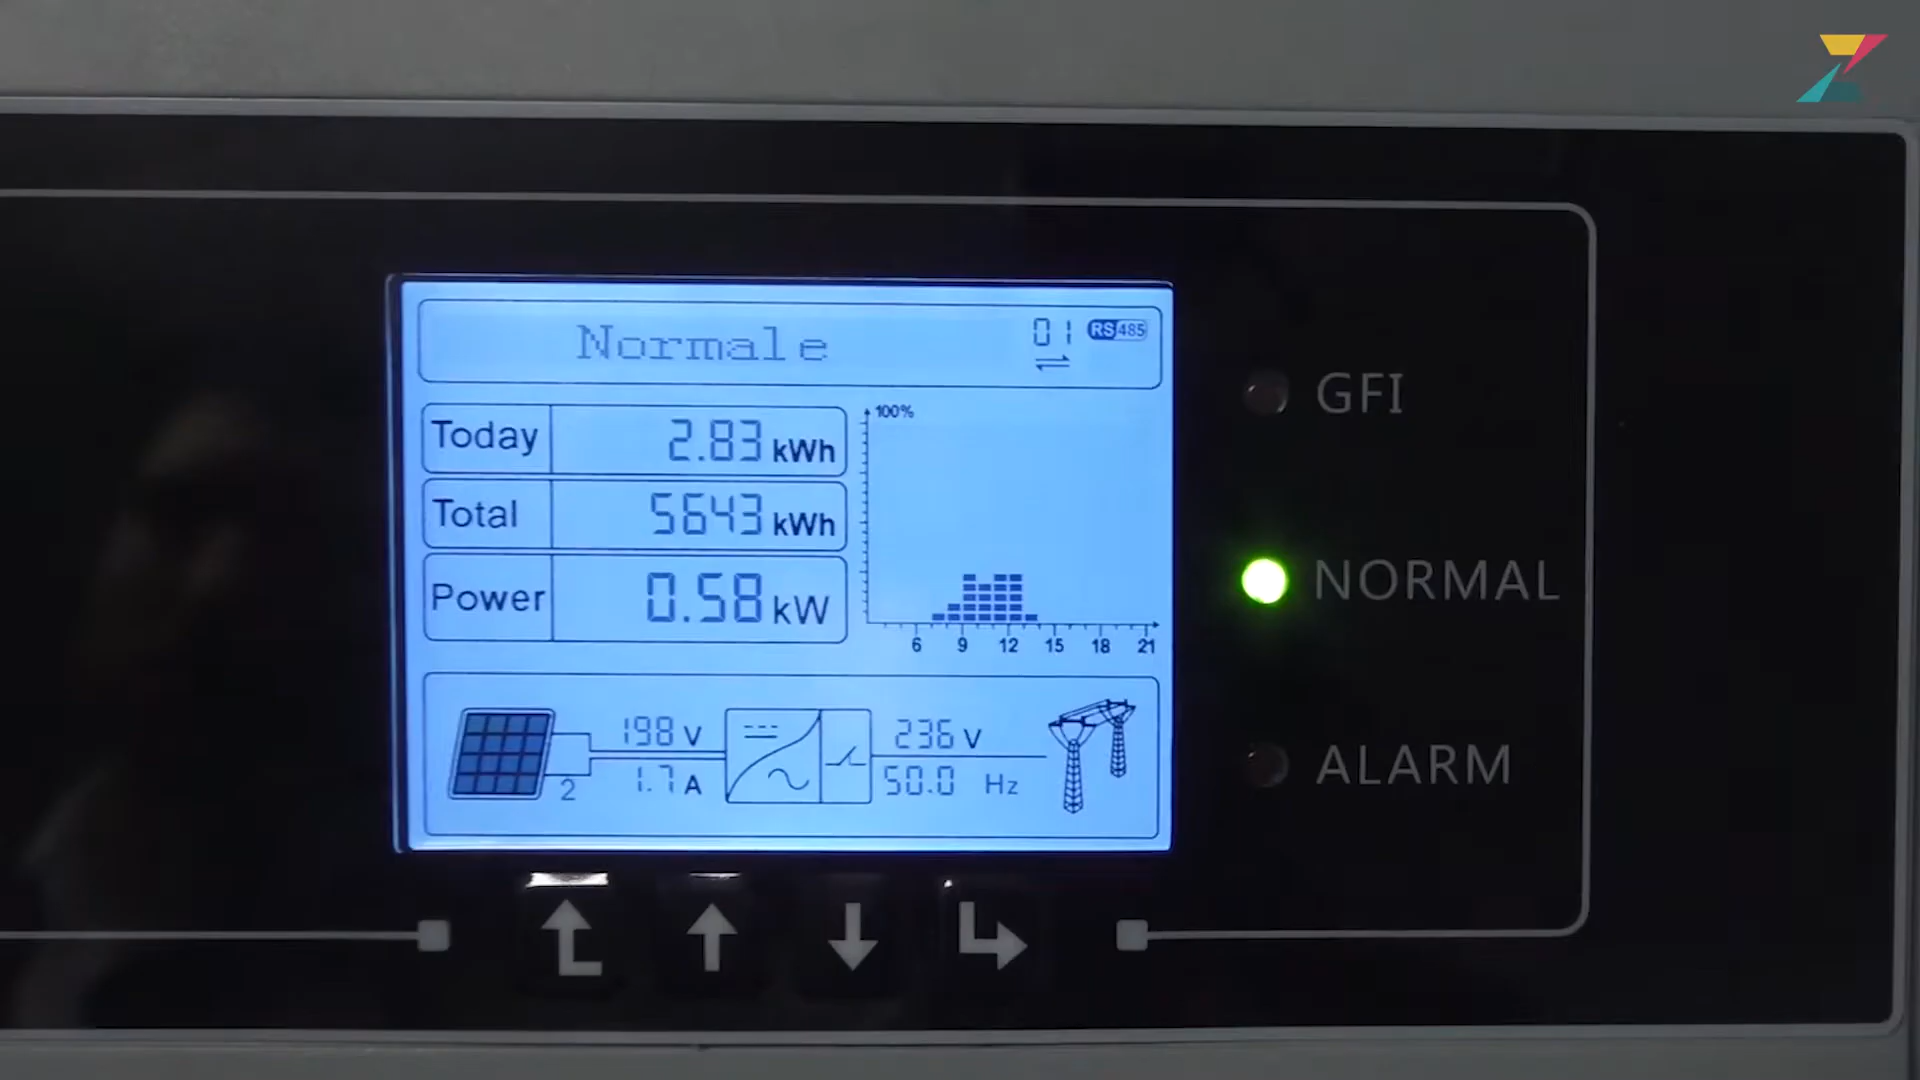 Normale 01 RS485
Today 2.83 kWh
Total 5643 kWh
Power 0.58 kW
100%
6 9 12 15 18 21
198 V
1.7 A
2
236 V
50.0 Hz
GFI
NORMAL
ALARM